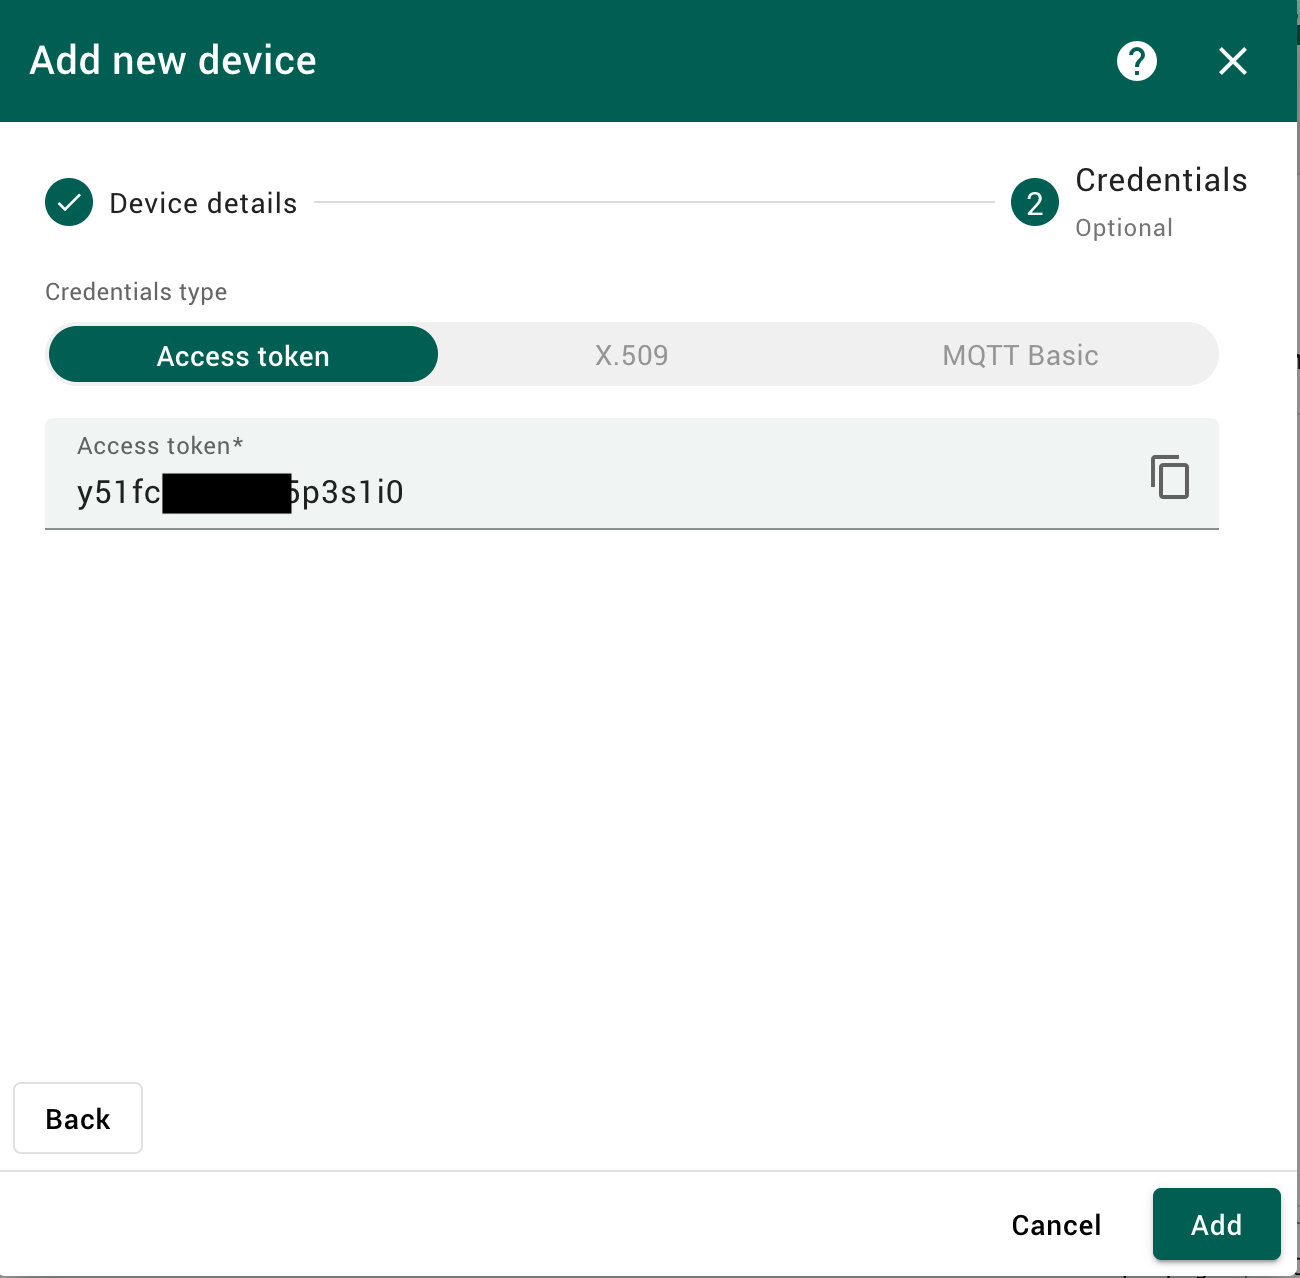 Add new device
Device details
2
Credentials
Optional
Credentials type
Access token
X.509
MQTT Basic
Access token*
y51fc 5p3s1i0
Back
Cancel
Add